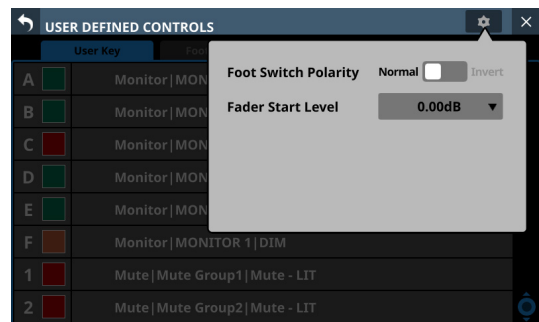 USER DEFINED CONTROLS
User Key Foo
Foot Switch Polarity Normal Invert
Fader Start Level 0.00dB
A Monitor|MON
B Monitor|MON
C Monitor|MON
D Monitor|MON
E Monitor|MON
F Monitor|MONITOR 1|DIM
1 Mute|Mute Group1|Mute - LIT
2 Mute|Mute Group2|Mute - LIT